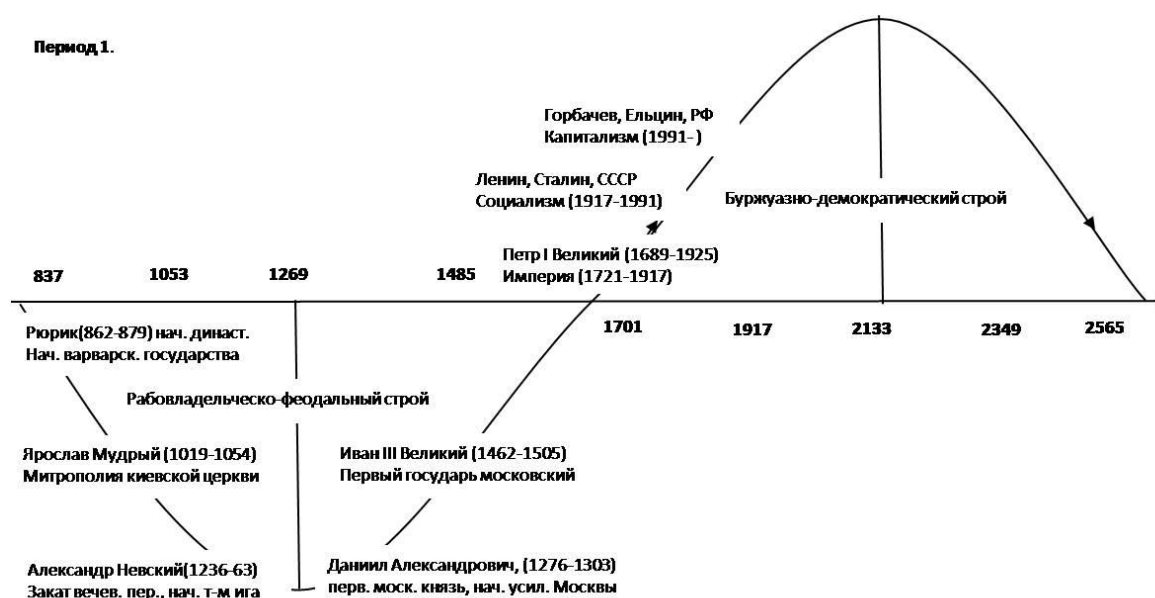 Период 1.
Горбачев, Ельцин, РФ
Капитализм (1991- )
Ленин, Сталин, СССР
Социализм (1917-1991)
Буржуазно-демократический строй
Петр I Великий (1689-1925)
Империя (1721-1917)
837 1053 1269 1485
1701 1917 2133 2349 2565
Рюрик(862-879) нач. династ.
Нач. варварск. государства
Рабовладельческо-феодальный строй
Ярослав Мудрый (1019-1054)
Митрополия киевской церкви
Иван III Великий (1462-1505)
Первый государь московский
Александр Невский(1236-63)
Закат вечев. пер., нач. т-м ига
Даниил Александрович, (1276-1303)
перв. моск. князь, нач. усил. Москвы